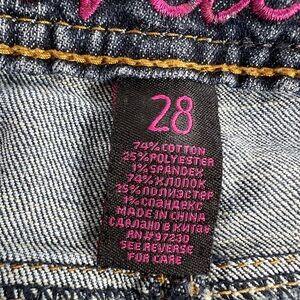 28
74% COTTON
25% POLYESTER
1% SPANDEX
74% ХЛОПОК
25% ПОЛИЭСТЕР
1% СПАНДЕКС
MADE IN CHINA
СДЕЛАНО В КИТАЕ
RN# 97230
SEE REVERSE
FOR CARE